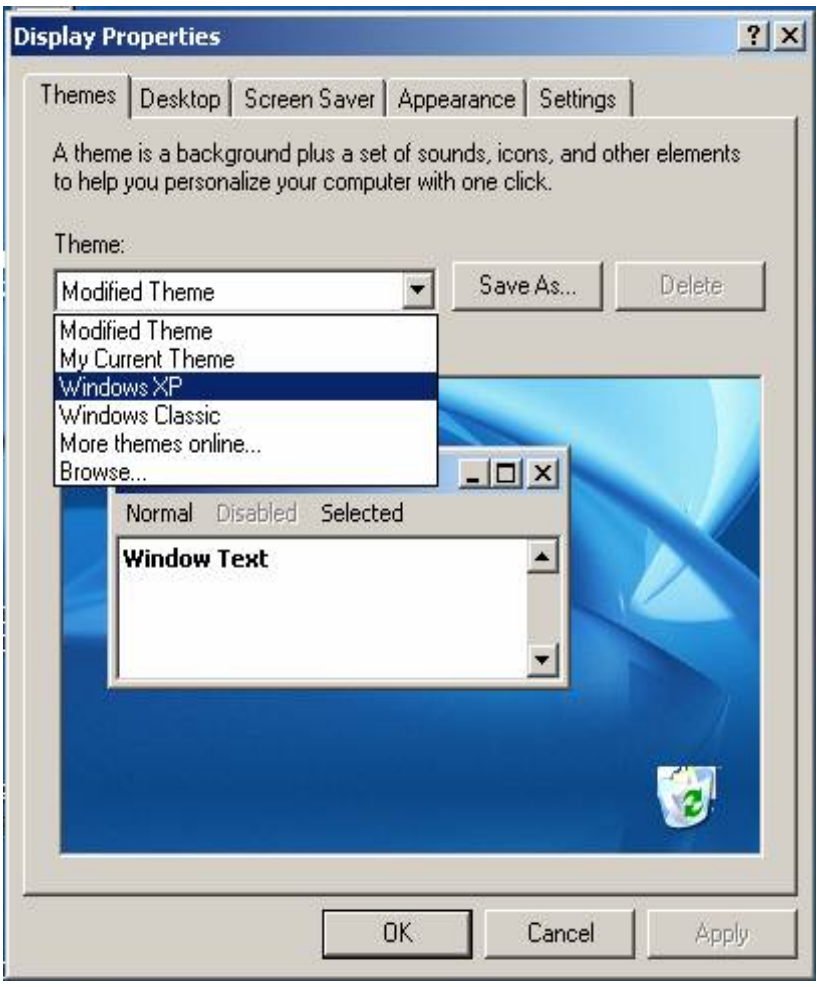 Display Properties
Themes Desktop Screen Saver Appearance Settings
A theme is a background plus a set of sounds, icons, and other elements
to help you personalize your computer with one click.
Theme:
Modified Theme Save As... Delete
Modified Theme
My Current Theme
Windows XP
Windows Classic
More themes online...
Browse...
Normal Disabled Selected
Window Text
OK Cancel Apply